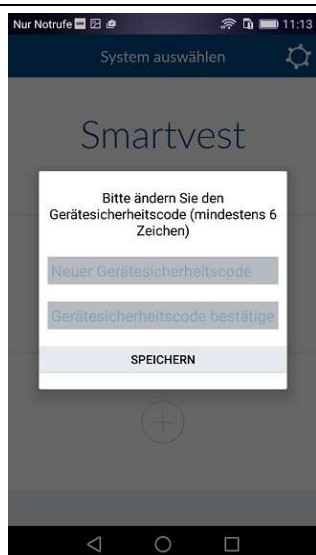 Nur Notrufe
11:13
System auswählen
Smartvest
Bitte ändern Sie den
Gerätesicherheitscode (mindestens 6
Zeichen)
Neuer Gerätesicherheitscode
Gerätesicherheitscode bestätige
SPEICHERN